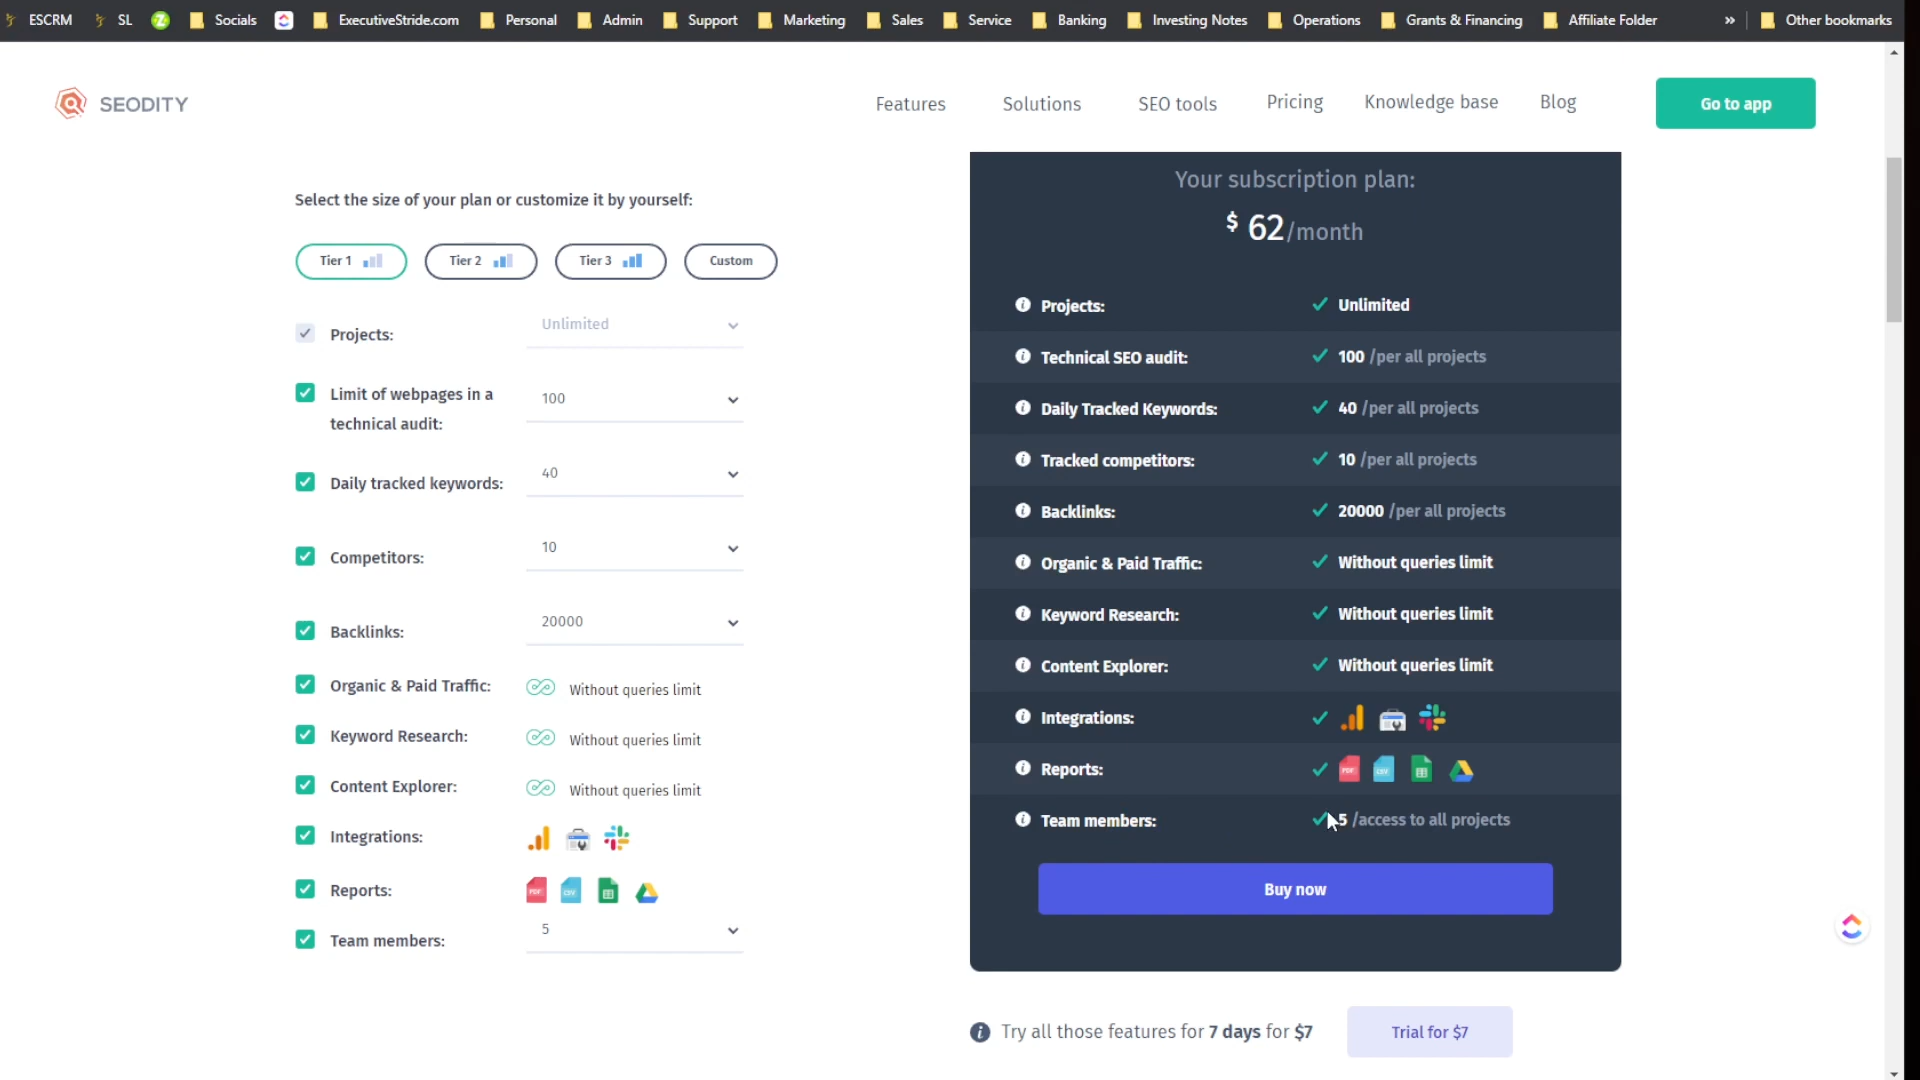 ESCRM SL Socials ExecutiveStride.com Personal Admin Support Marketing Sales Service Banking Investing Notes Operations Grants & Financing Affiliate Folder » Other bookmarks
SEODITY Features Solutions SEO tools Pricing Knowledge base Blog Go to app
Select the size of your plan or customize it by yourself:
Tier 1 Tier 2 Tier 3 Custom
Projects: Unlimited
Limit of webpages in a
technical audit: 100
Daily tracked keywords: 40
Competitors: 10
Backlinks: 20000
Organic & Paid Traffic: Without queries limit
Keyword Research: Without queries limit
Content Explorer: Without queries limit
Integrations:
Reports: PDF CSV
Team members: 5
Your subscription plan:
$ 62/month
Projects: Unlimited
Technical SEO audit: 100 /per all projects
Daily Tracked Keywords: 40 /per all projects
Tracked competitors: 10 /per all projects
Backlinks: 20000 /per all projects
Organic & Paid Traffic: Without queries limit
Keyword Research: Without queries limit
Content Explorer: Without queries limit
Integrations:
Reports: PDF CSV
Team members: 5 /access to all projects
Buy now
Try all those features for 7 days for $7 Trial for $7